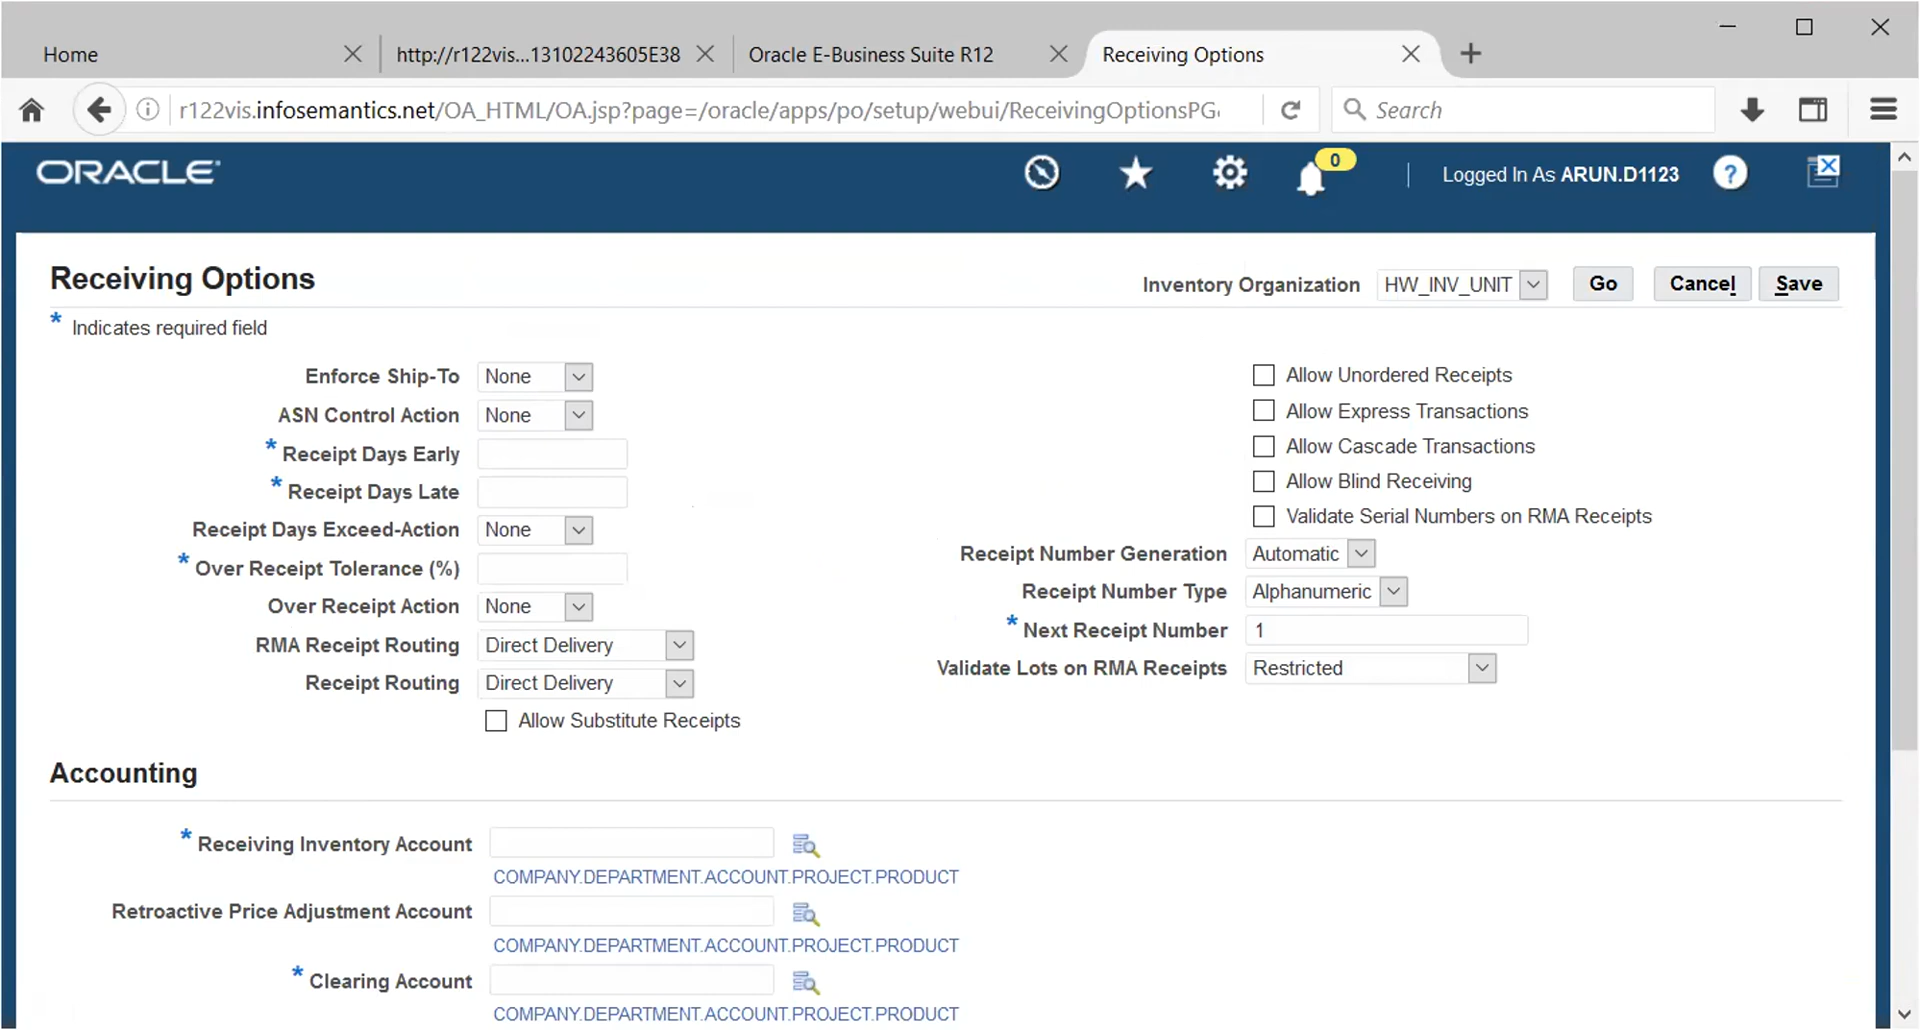 Home
http://r122vis...13102243605E38
Oracle E-Business Suite R12
Receiving Options
r122vis.infosemantics.net/OA_HTML/OA.jsp?page=/oracle/apps/po/setup/webui/ReceivingOptionsPG
Search
ORACLE
0
Logged In As ARUN.D1123
?
Receiving Options
Inventory Organization HW_INV_UNIT Go Cancel Save
* Indicates required field
Enforce Ship-To None
ASN Control Action None
* Receipt Days Early
* Receipt Days Late
Receipt Days Exceed-Action None
* Over Receipt Tolerance (%)
Over Receipt Action None
RMA Receipt Routing Direct Delivery
Receipt Routing Direct Delivery
Allow Substitute Receipts
Allow Unordered Receipts
Allow Express Transactions
Allow Cascade Transactions
Allow Blind Receiving
Validate Serial Numbers on RMA Receipts
Receipt Number Generation Automatic
Receipt Number Type Alphanumeric
* Next Receipt Number 1
Validate Lots on RMA Receipts Restricted
Accounting
* Receiving Inventory Account
COMPANY.DEPARTMENT.ACCOUNT.PROJECT.PRODUCT
Retroactive Price Adjustment Account
COMPANY.DEPARTMENT.ACCOUNT.PROJECT.PRODUCT
* Clearing Account
COMPANY.DEPARTMENT.ACCOUNT.PROJECT.PRODUCT